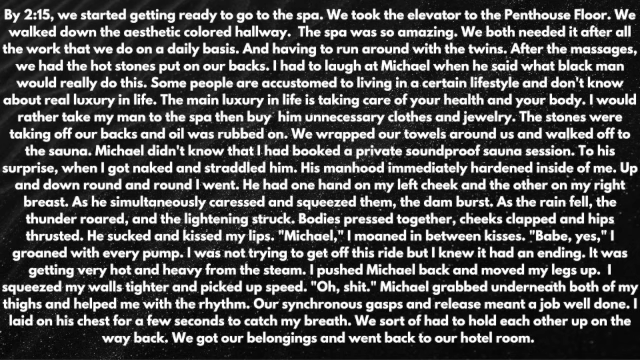 By 2:15, we started getting ready to go to the spa. We took the elevator to the Penthouse Floor. We
walked down the aesthetic colored hallway.  The spa was so amazing. We both needed it after all
the work that we do on a daily basis. And having to run around with the twins. After the massages,
we had the hot stones put on our backs. I had to laugh at Michael when he said what black man
would really do this. Some people are accustomed to living in a certain lifestyle and don't know
about real luxury in life. The main luxury in life is taking care of your health and your body. I would
rather take my man to the spa then buy  him unnecessary clothes and jewelry. The stones were
taking off our backs and oil was rubbed on. We wrapped our towels around us and walked off to
the sauna. Michael didn't know that I had booked a private soundproof sauna session. To his
surprise, when I got naked and straddled him. His manhood immediately hardened inside of me. Up
and down round and round I went. He had one hand on my left cheek and the other on my right
breast. As he simultaneously caressed and squeezed them, the dam burst. As the rain fell, the
thunder roared, and the lightening struck. Bodies pressed together, cheeks clapped and hips
thrusted. He sucked and kissed my lips. "Michael," I moaned in between kisses. "Babe, yes," I
groaned with every pump. I was not trying to get off this ride but I knew it had an ending. It was
getting very hot and heavy from the steam. I pushed Michael back and moved my legs up.  I
squeezed my walls tighter and picked up speed. "Oh, shit." Michael grabbed underneath both of my
thighs and helped me with the rhythm. Our synchronous gasps and release meant a job well done. I
laid on his chest for a few seconds to catch my breath. We sort of had to hold each other up on the
way back. We got our belongings and went back to our hotel room.